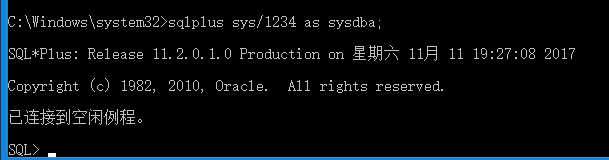 C:\Windows\system32>sqlplus sys/1234 as sysdba;
SQL*Plus: Release 11.2.0.1.0 Production on 星期六 11月 11 19:27:08 2017
Copyright (c) 1982, 2010, Oracle.  All rights reserved.
已连接到空闲例程。
SQL>